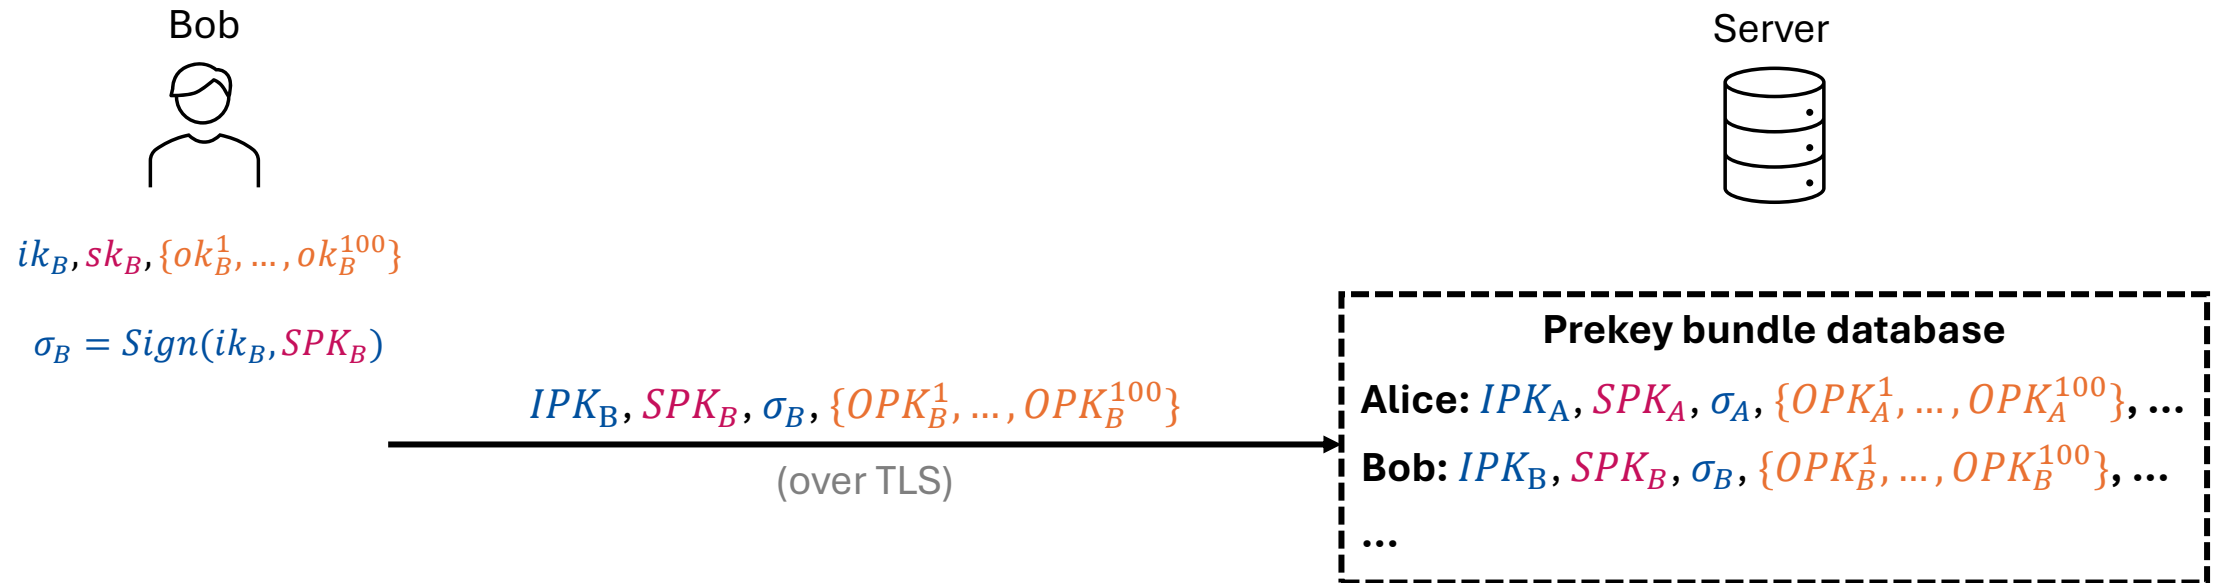 Bob
Server
ik_B, sk_B, {ok_B^1, ..., ok_B^100}
σ_B = Sign(ik_B, SPK_B)
IPK_B, SPK_B, σ_B, {OPK_B^1, ..., OPK_B^100}
(over TLS)
Prekey bundle database
Alice: IPK_A, SPK_A, σ_A, {OPK_A^1, ..., OPK_A^100}, ...
Bob: IPK_B, SPK_B, σ_B, {OPK_B^1, ..., OPK_B^100}, ...
...